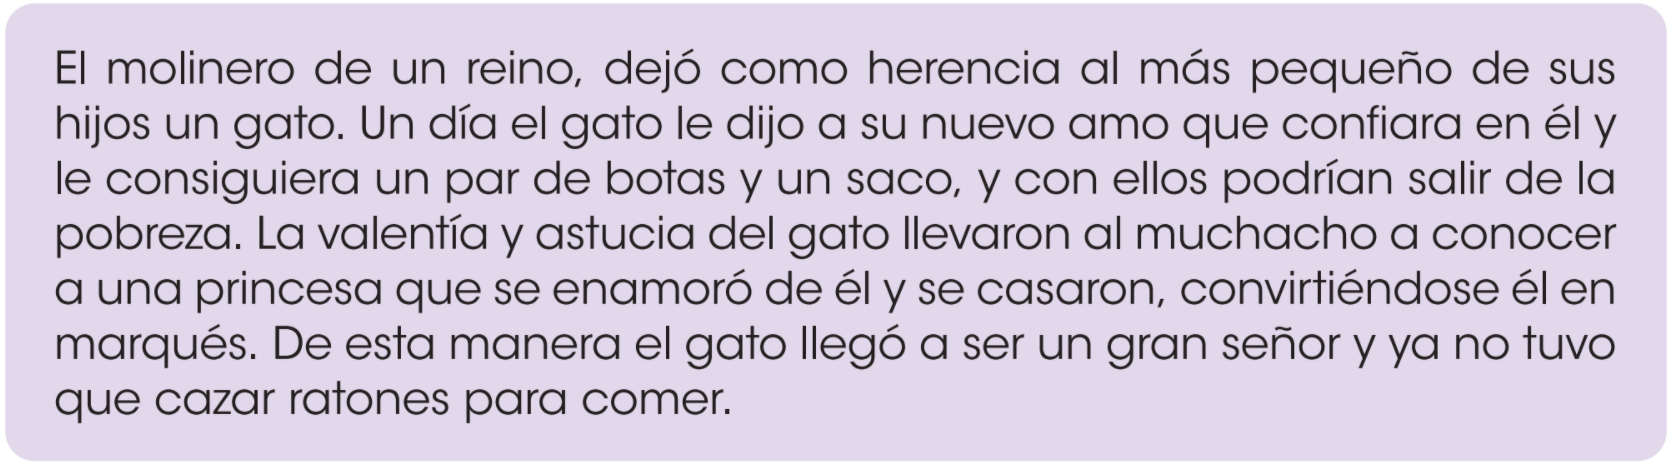 El molinero de un reino, dejó como herencia al más pequeño de sus
hijos un gato. Un día el gato le dijo a su nuevo amo que confiara en él y
le consiguiera un par de botas y un saco, y con ellos podrían salir de la
pobreza. La valentía y astucia del gato llevaron al muchacho a conocer
a una princesa que se enamoró de él y se casaron, convirtiéndose él en
marqués. De esta manera el gato llegó a ser un gran señor y ya no tuvo
que cazar ratones para comer.